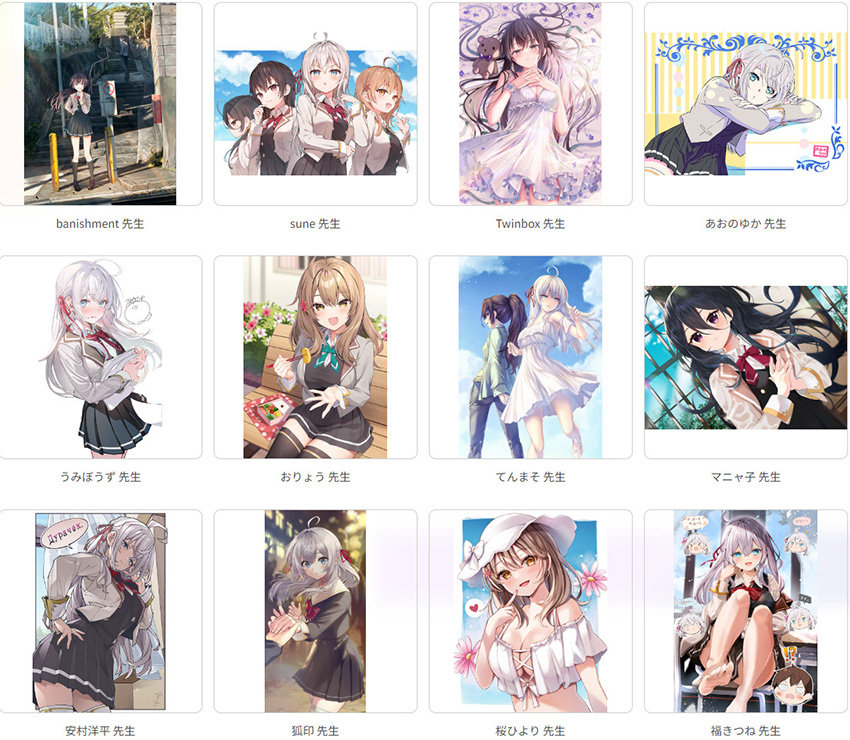 banishment 先生
sune 先生
Twinbox 先生
あおのゆか 先生
うみぼうず 先生
おりょう 先生
てんまそ 先生
マニャ子 先生
Дурачок.
安村洋平 先生
狐印 先生
桜ひより 先生
福きつね 先生